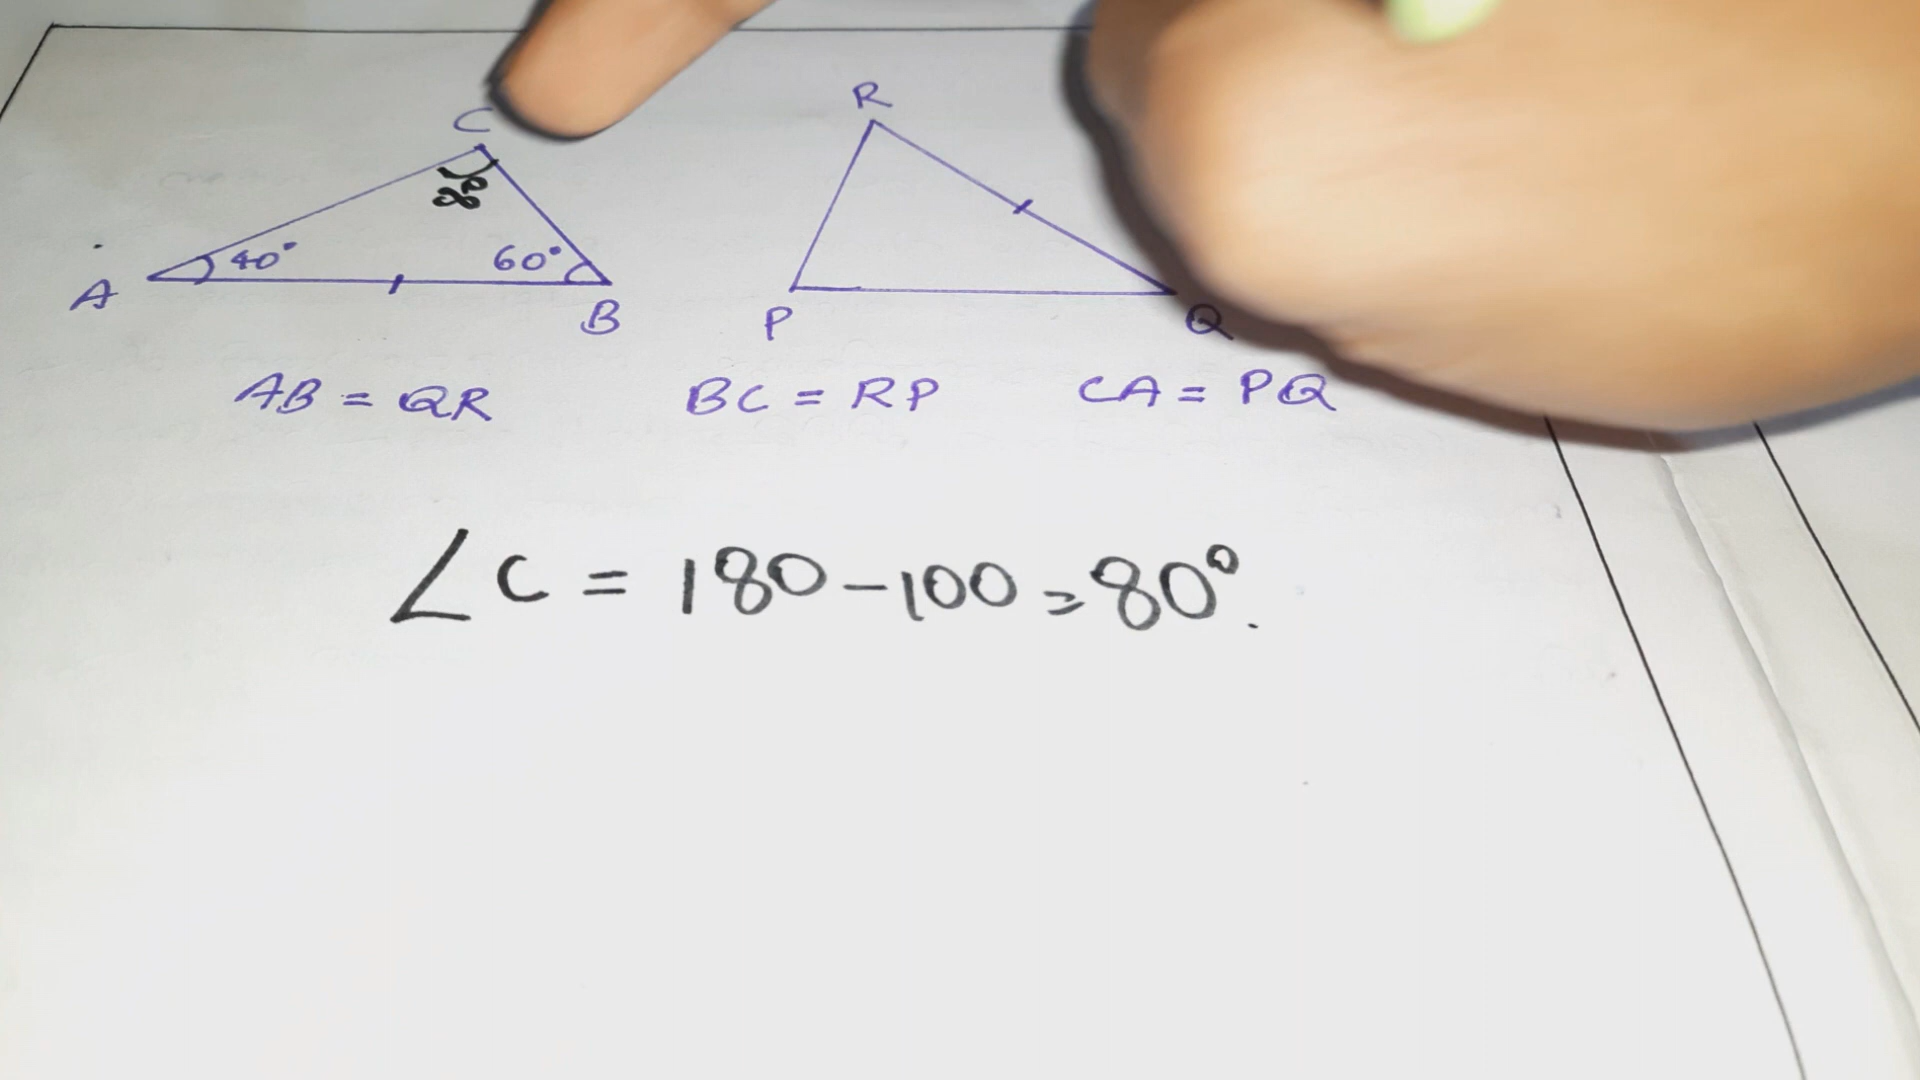 C R
80
40° 60°
A B P Q
AB = QR BC = RP CA = PQ
∠C = 180 - 100 = 80°.